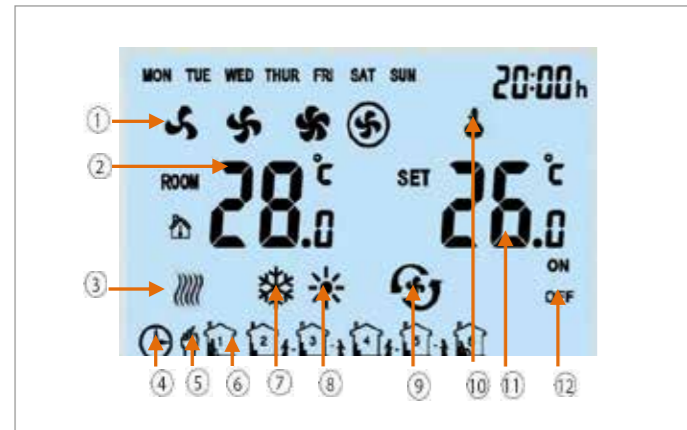 MON TUE WED THUR FRI SAT SUN 20:00h
①
②
ROOM 28.0 °C SET 26.0 °C
③
ON
OFF
1 2 3 4 5 6
④ ⑤ ⑥ ⑦ ⑧ ⑨ ⑩ ⑪ ⑫